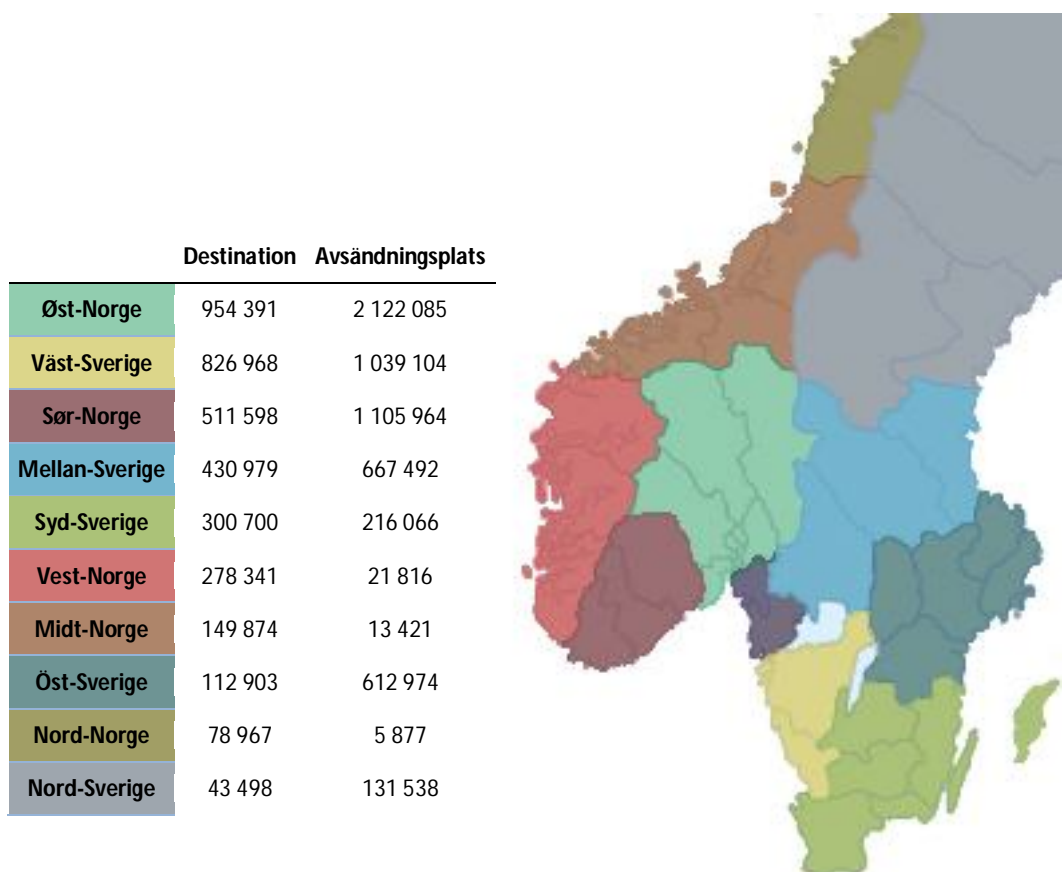 Destination Avsändningsplats
Øst-Norge 954 391 2 122 085
Väst-Sverige 826 968 1 039 104
Sør-Norge 511 598 1 105 964
Mellan-Sverige 430 979 667 492
Syd-Sverige 300 700 216 066
Vest-Norge 278 341 21 816
Midt-Norge 149 874 13 421
Öst-Sverige 112 903 612 974
Nord-Norge 78 967 5 877
Nord-Sverige 43 498 131 538